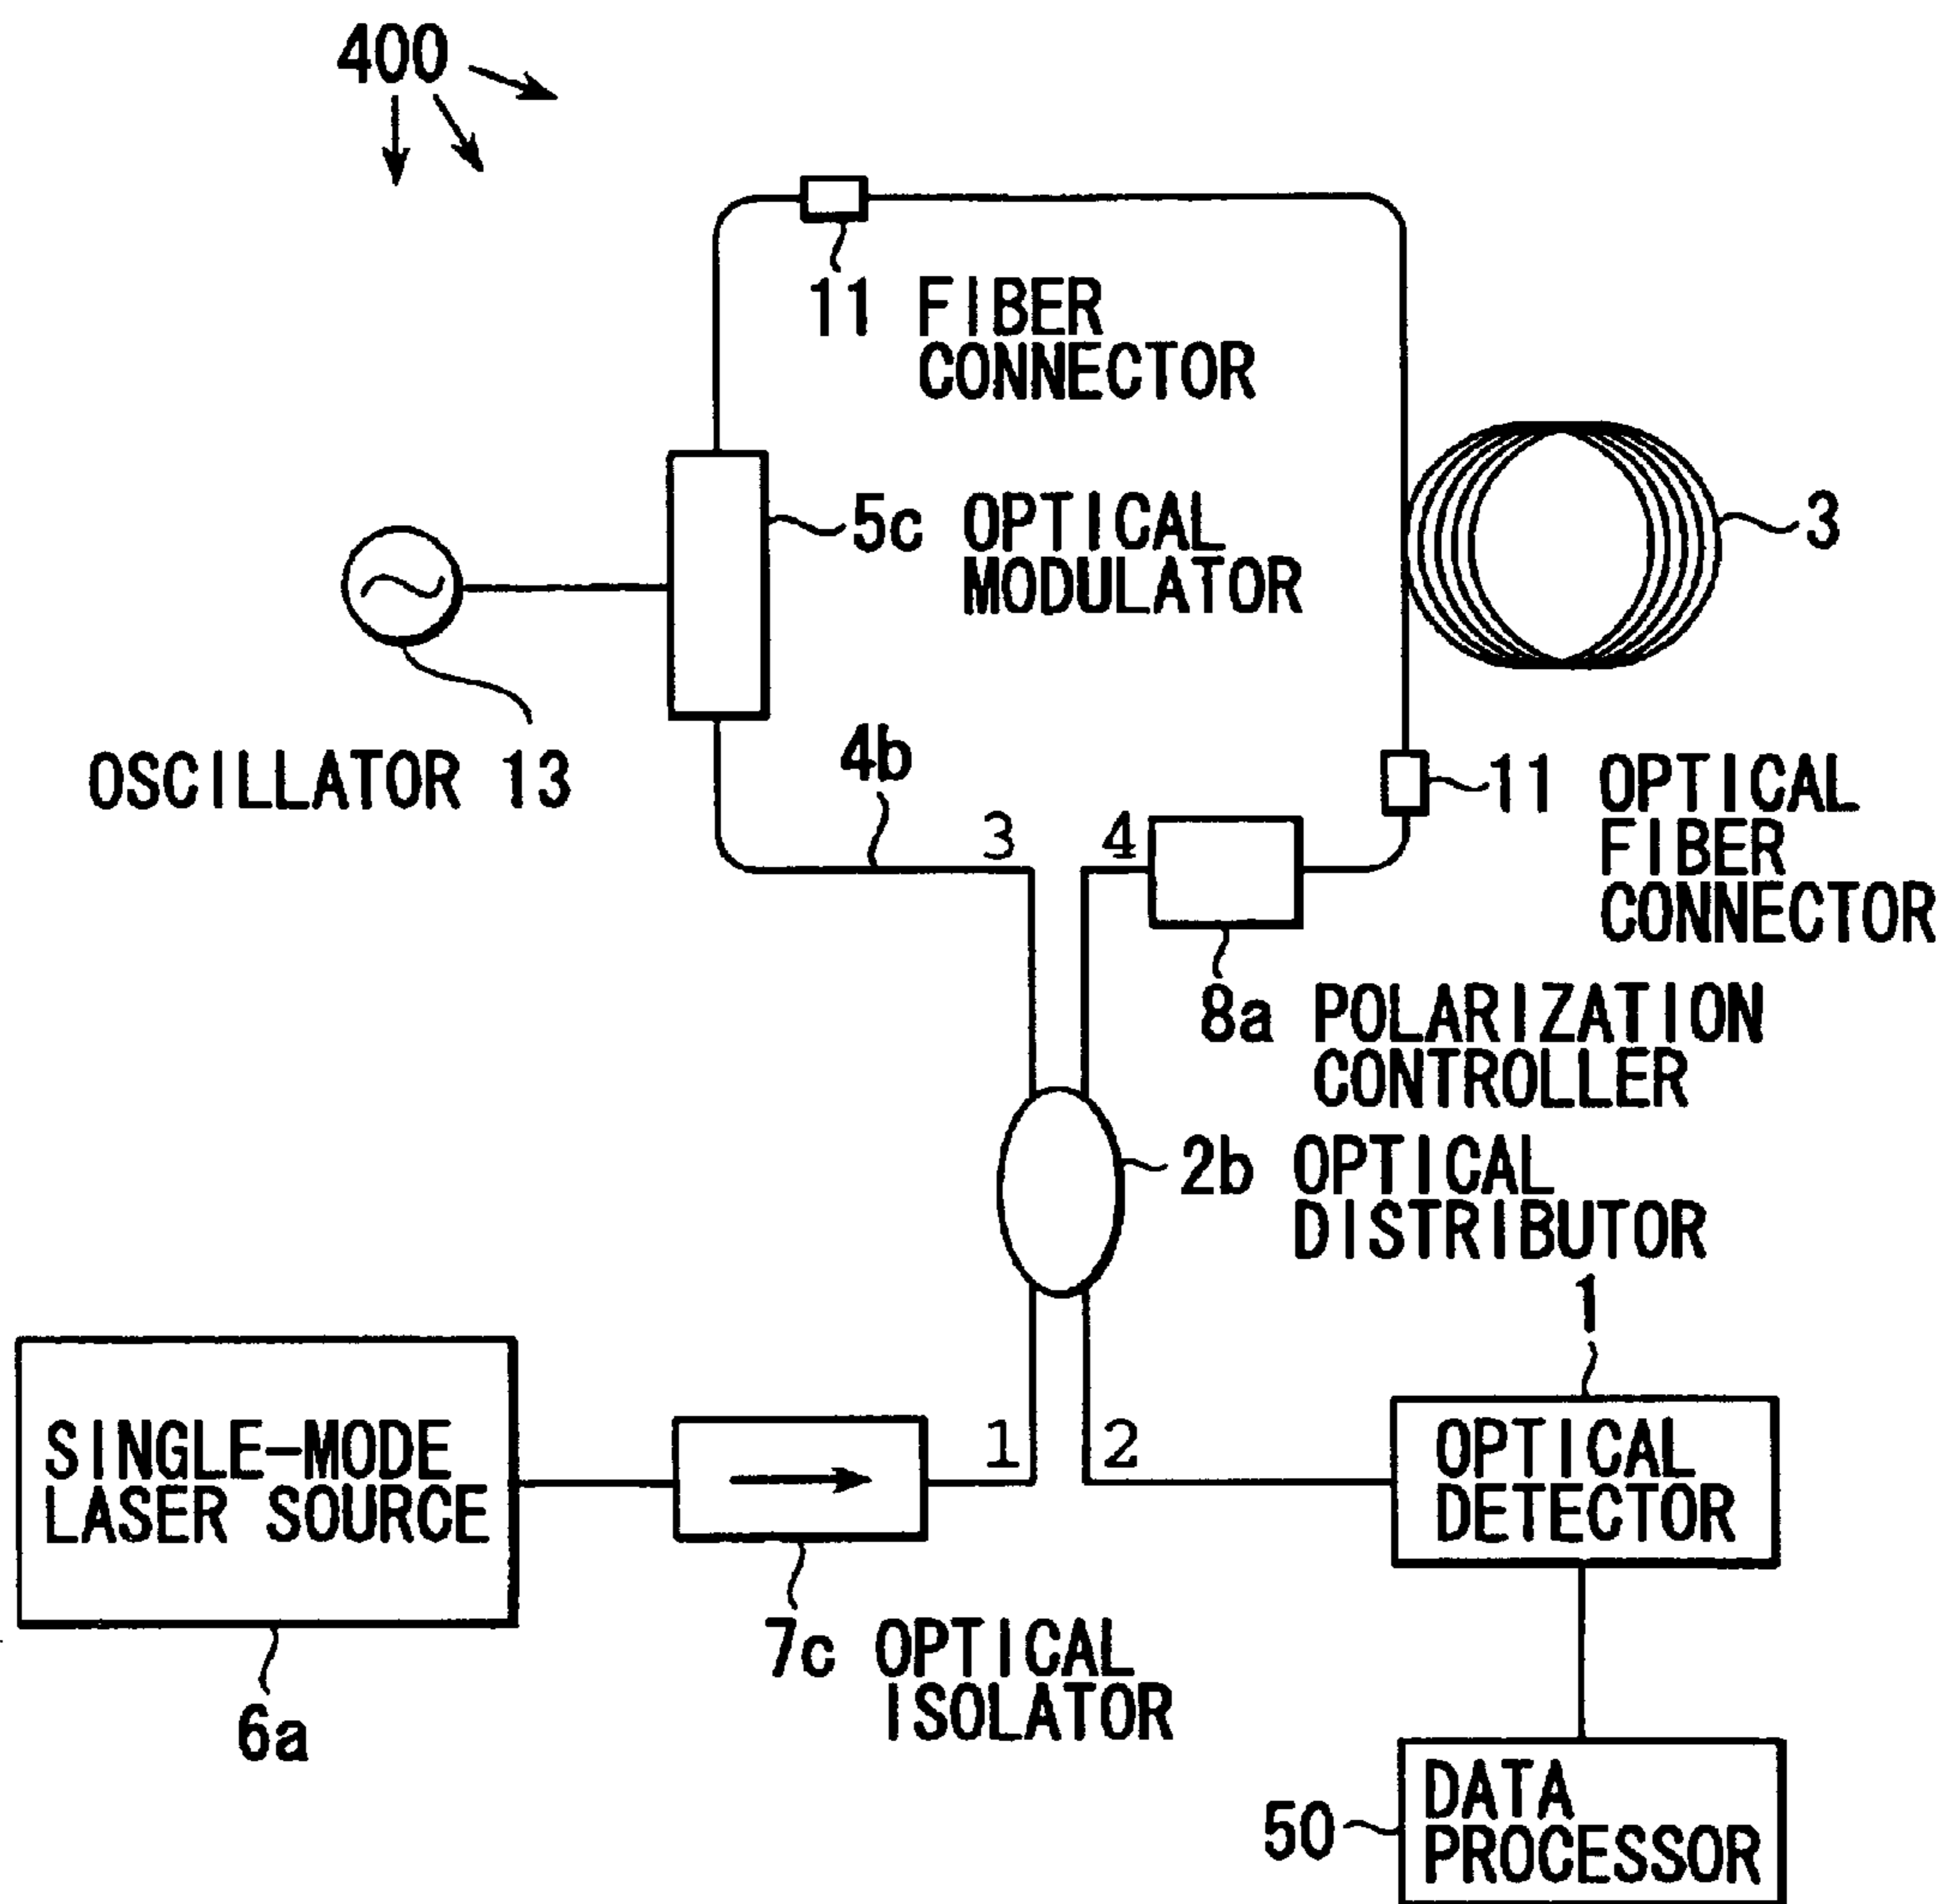 400
11 FIBER
CONNECTOR
5c OPTICAL
MODULATOR
3
OSCILLATOR 13
4b
11 OPTICAL
FIBER
CONNECTOR
3
4
8a POLARIZATION
CONTROLLER
2b OPTICAL
DISTRIBUTOR
1
SINGLE-MODE
LASER SOURCE
1
2
OPTICAL
DETECTOR
7c OPTICAL
ISOLATOR
6a
50
DATA
PROCESSOR